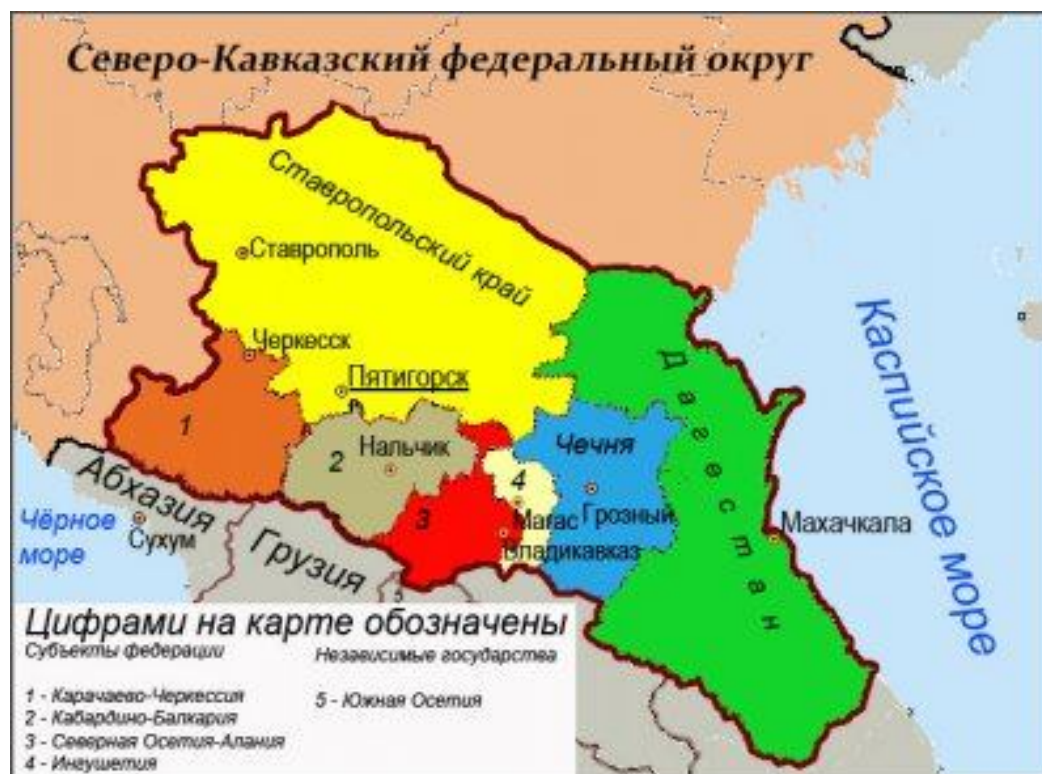 Северо-Кавказский федеральный округ
Ставропольский край
Ставрополь
Черкесск
Пятигорск
1
2
Нальчик
3
4
Магас
Владикавказ
Чечня
Грозный
Дагестан
Махачкала
Каспийское море
Абхазия
Сухум
Чёрное
море
Грузия
5
Цифрами на карте обозначены
Субъекты федерации
Независимые государства
1 - Карачаево-Черкессия
5 - Южная Осетия
2 - Кабардино-Балкария
3 - Северная Осетия-Алания
4 - Ингушетия